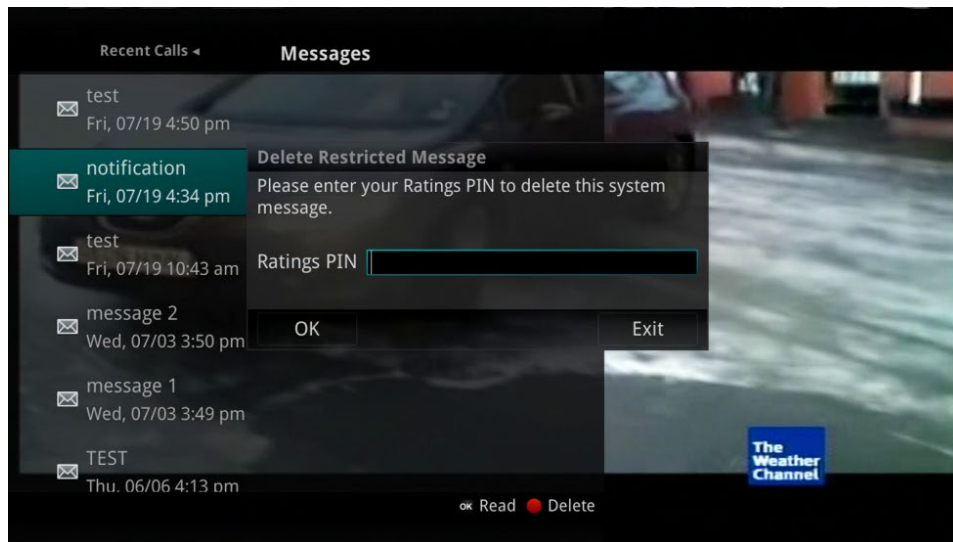 Recent Calls ◂
Messages
test
Fri, 07/19 4:50 pm
notification
Fri, 07/19 4:34 pm
test
Fri, 07/19 10:43 am
message 2
Wed, 07/03 3:50 pm
message 1
Wed, 07/03 3:49 pm
TEST
Thu, 06/06 4:13 pm
Delete Restricted Message
Please enter your Ratings PIN to delete this system
message.
Ratings PIN
OK
Exit
The
Weather
Channel
OK Read
Delete